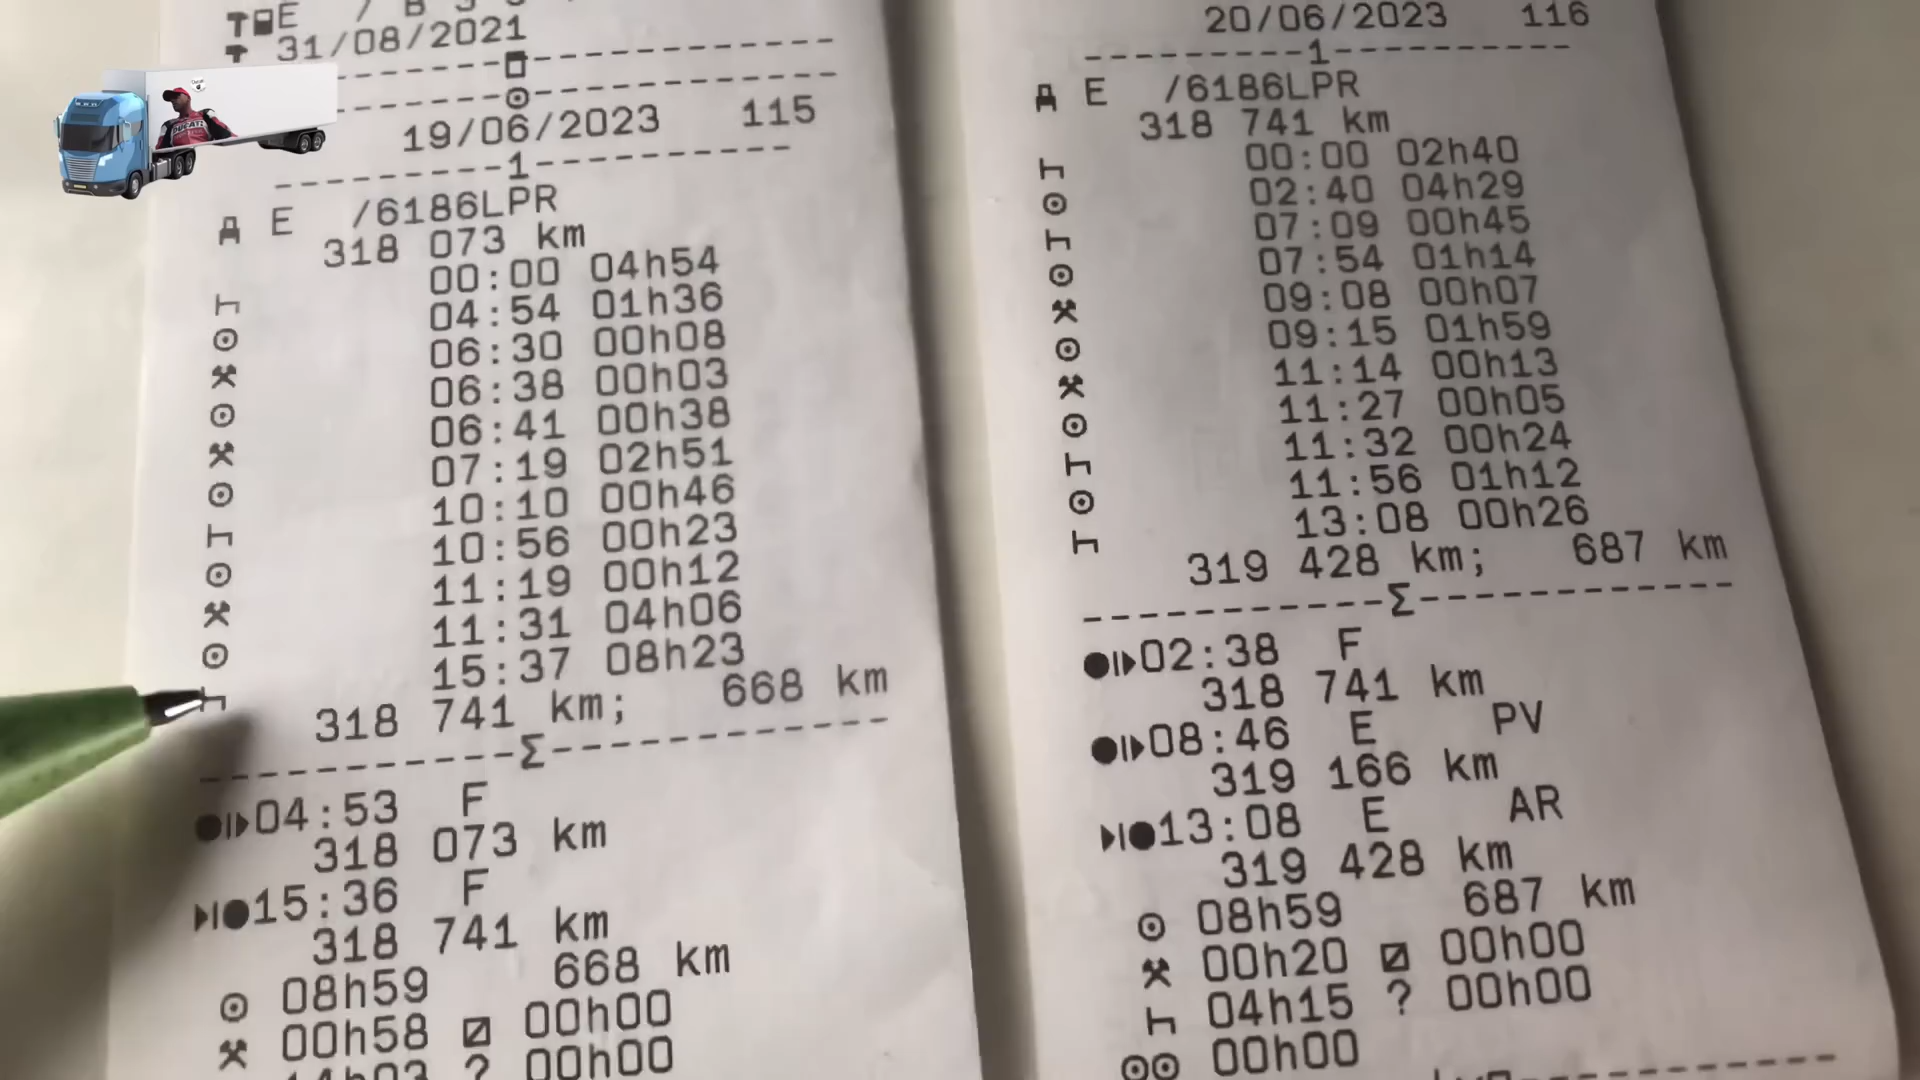 E / B
31/08/2021
19/06/2023 115
1
E /6186LPR
318 073 km
00:00 04h54
04:54 01h36
06:30 00h08
06:38 00h03
06:41 00h38
07:19 02h51
10:10 00h46
10:56 00h23
11:19 00h12
11:31 04h06
15:37 08h23
318 741 km; 668 km
Σ
04:53 F
318 073 km
15:36 F
318 741 km
08h59 668 km
00h58 00h00
14h03 ? 00h00
20/06/2023 116
1
E /6186LPR
318 741 km
00:00 02h40
02:40 04h29
07:09 00h45
07:54 01h14
09:08 00h07
09:15 01h59
11:14 00h13
11:27 00h05
11:32 00h24
11:56 01h12
13:08 00h26
319 428 km; 687 km
Σ
02:38 F
318 741 km
08:46 E PV
319 166 km
13:08 E AR
319 428 km
08h59 687 km
00h20 00h00
04h15 ? 00h00
00h00
DUCATI